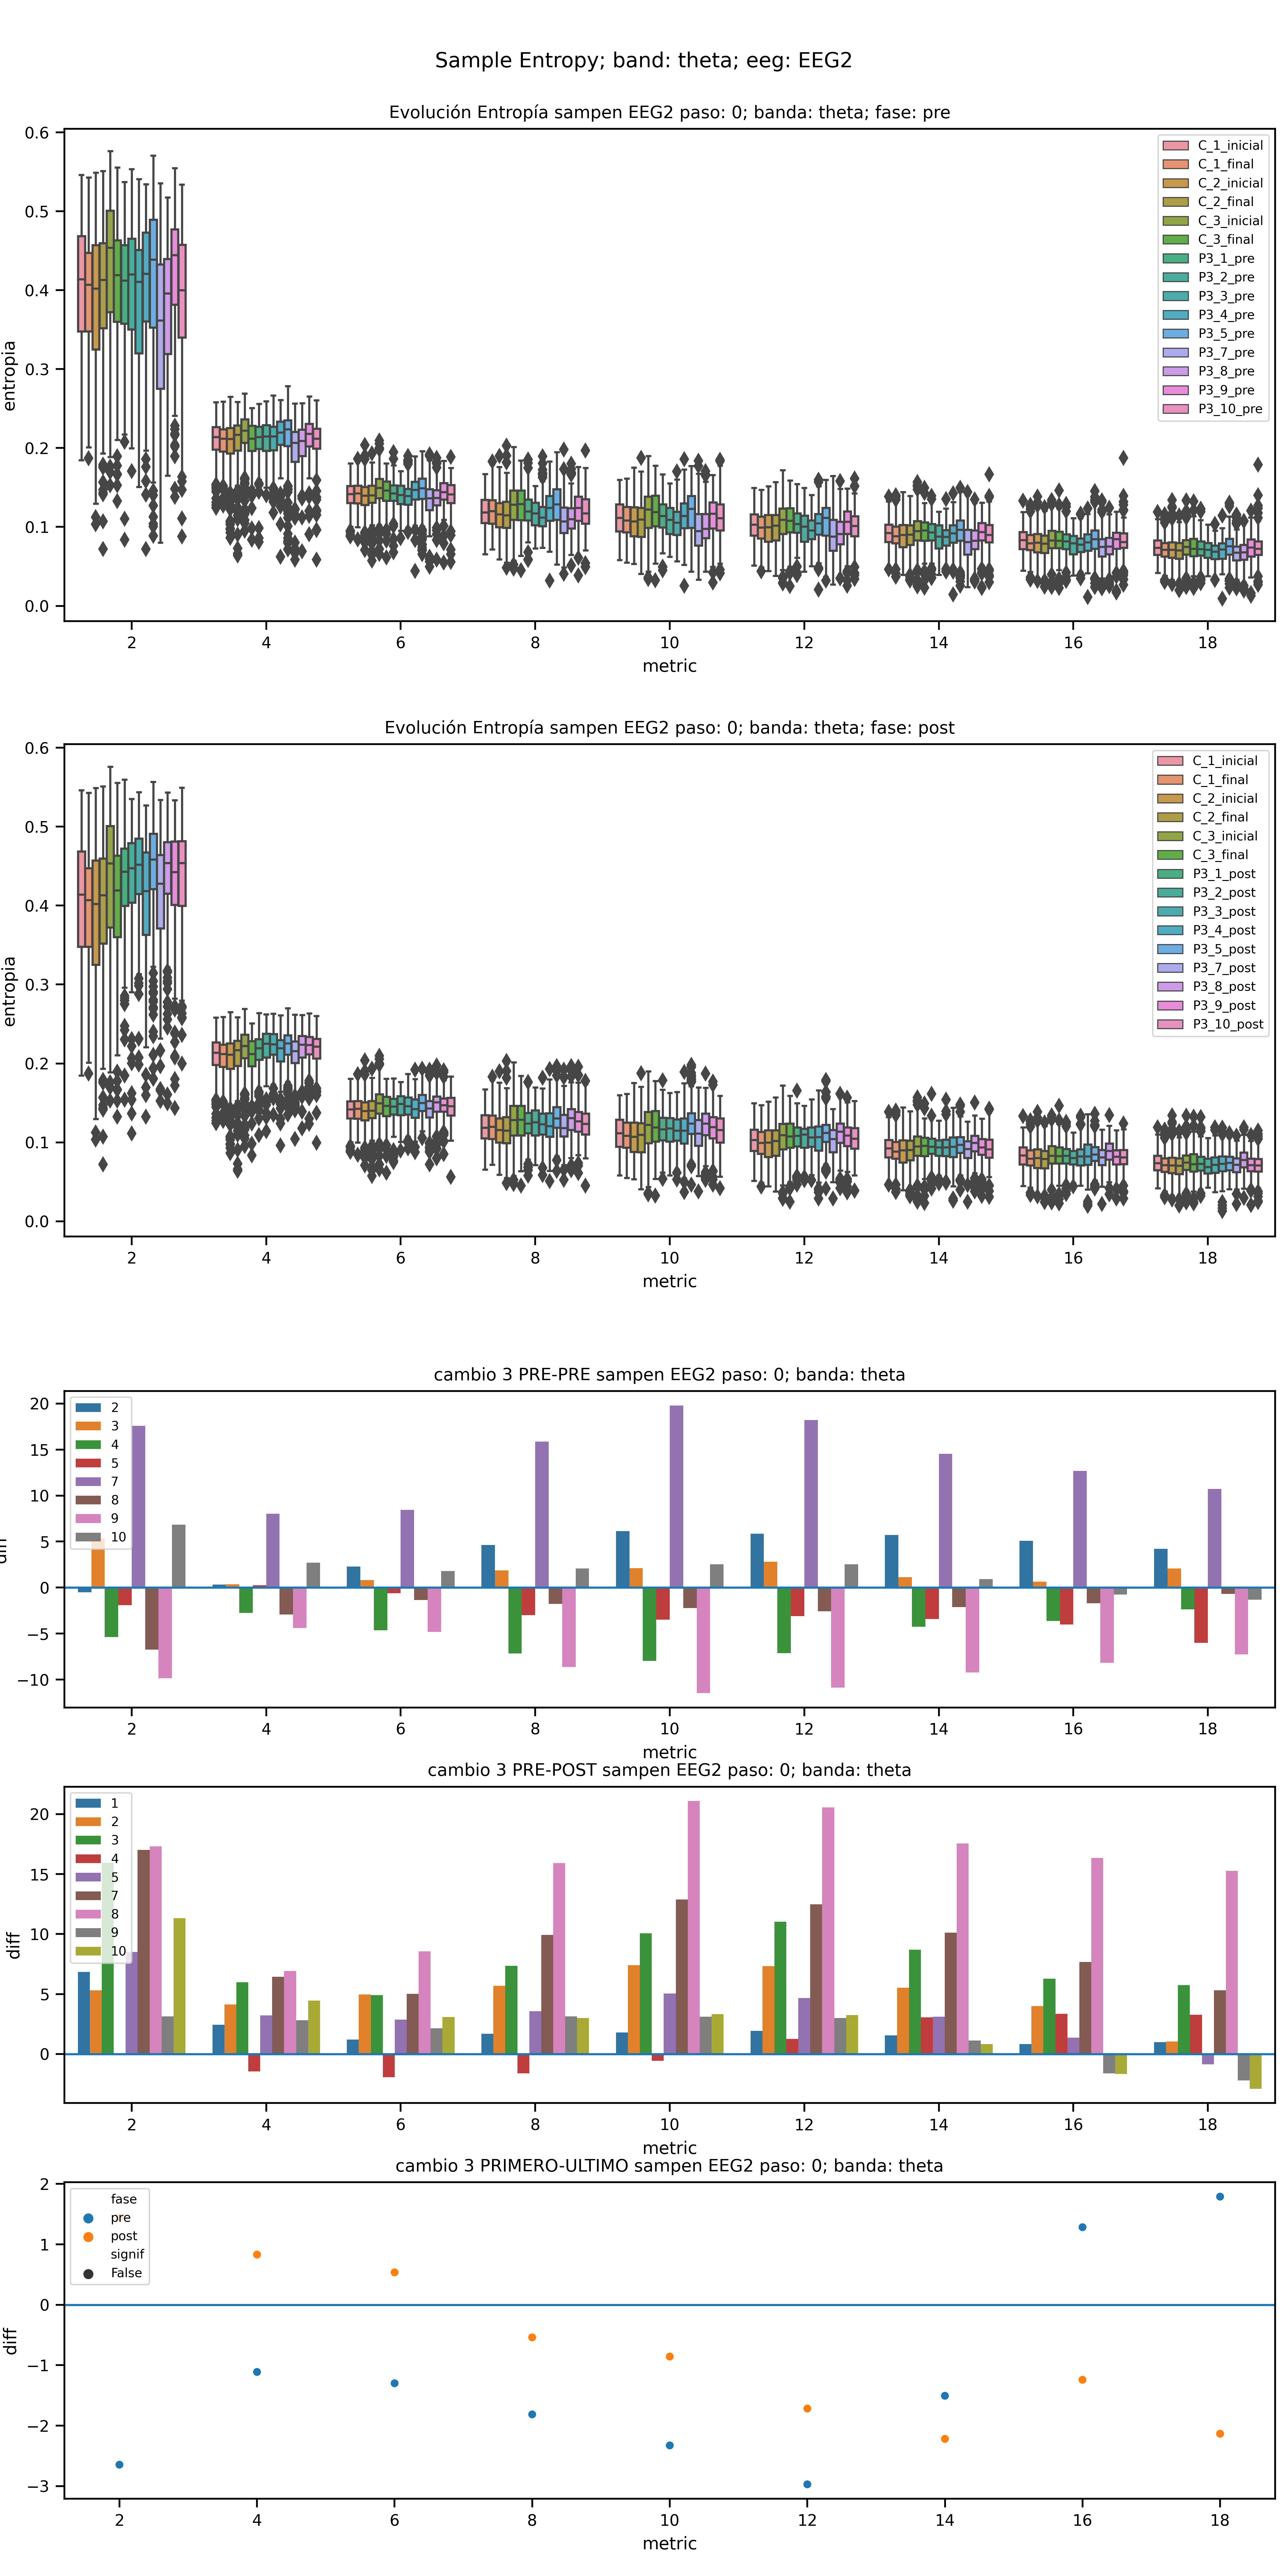 Sample Entropy; band: theta; eeg: EEG2
Evolución Entropía sampen EEG2 paso: 0; banda: theta; fase: pre
entropia
0.6
0.5
0.4
0.3
0.2
0.1
0.0
C_1_inicial
C_1_final
C_2_inicial
C_2_final
C_3_inicial
C_3_final
P3_1_pre
P3_2_pre
P3_3_pre
P3_4_pre
P3_5_pre
P3_7_pre
P3_8_pre
P3_9_pre
P3_10_pre
2 4 6 8 10 12 14 16 18
metric
Evolución Entropía sampen EEG2 paso: 0; banda: theta; fase: post
entropia
0.6
0.5
0.4
0.3
0.2
0.1
0.0
C_1_inicial
C_1_final
C_2_inicial
C_2_final
C_3_inicial
C_3_final
P3_1_post
P3_2_post
P3_3_post
P3_4_post
P3_5_post
P3_7_post
P3_8_post
P3_9_post
P3_10_post
2 4 6 8 10 12 14 16 18
metric
cambio 3 PRE-PRE sampen EEG2 paso: 0; banda: theta
diff
20
15
10
5
0
−5
−10
2
3
4
5
7
8
9
10
2 4 6 8 10 12 14 16 18
metric
cambio 3 PRE-POST sampen EEG2 paso: 0; banda: theta
diff
20
15
10
5
0
1
2
3
4
5
7
8
9
10
2 4 6 8 10 12 14 16 18
metric
cambio 3 PRIMERO-ULTIMO sampen EEG2 paso: 0; banda: theta
diff
2
1
0
−1
−2
−3
fase
pre
post
signif
False
2 4 6 8 10 12 14 16 18
metric